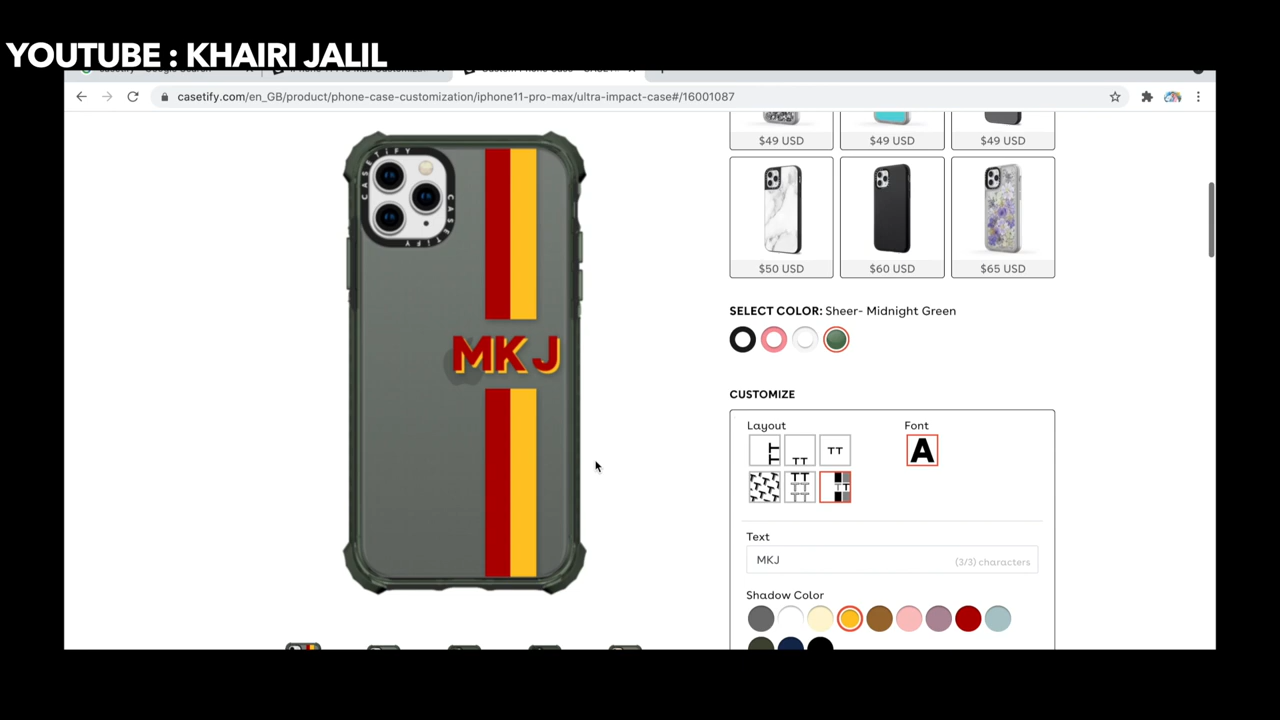 YOUTUBE : KHAIRI JALIL
casetify.com/en_GB/product/phone-case-customization/iphone11-pro-max/ultra-impact-case#/16001087
$49 USD
$49 USD
$49 USD
CASETiFY
CASETiFY
CASETiFY
$50 USD
$60 USD
$65 USD
SELECT COLOR: Sheer- Midnight Green
MKJ
CUSTOMIZE
Layout
Font
TT
TT
TT
TT
A
Text
MKJ
(3/3) characters
Shadow Color